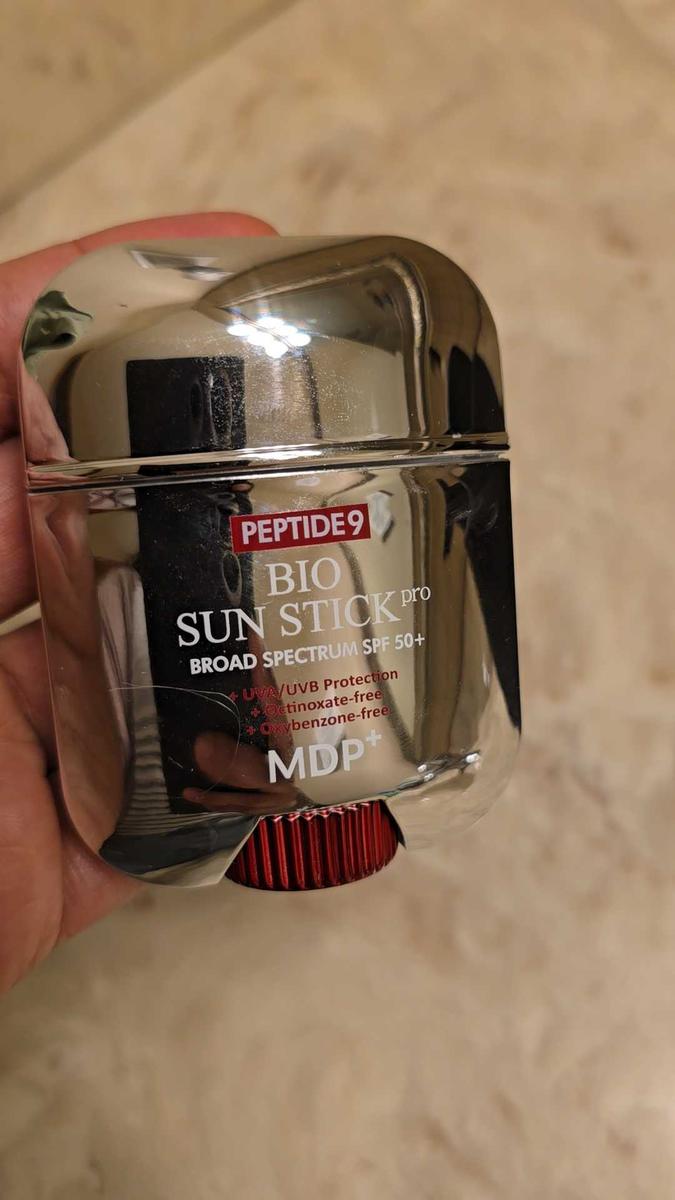 PEPTIDE9
BIO
SUN STICK pro
BROAD SPECTRUM SPF 50+
+ UVA/UVB Protection
+ Octinoxate-free
+ Oxybenzone-free
MDP+